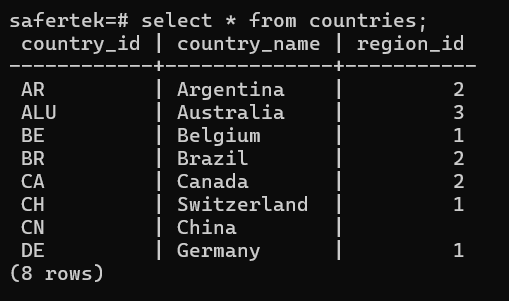 safertek=# select * from countries;
 country_id | country_name | region_id
------------+--------------+-----------
 AR         | Argentina    |         2
 ALU        | Australia    |         3
 BE         | Belgium      |         1
 BR         | Brazil       |         2
 CA         | Canada       |         2
 CH         | Switzerland  |         1
 CN         | China        |
 DE         | Germany      |         1
(8 rows)